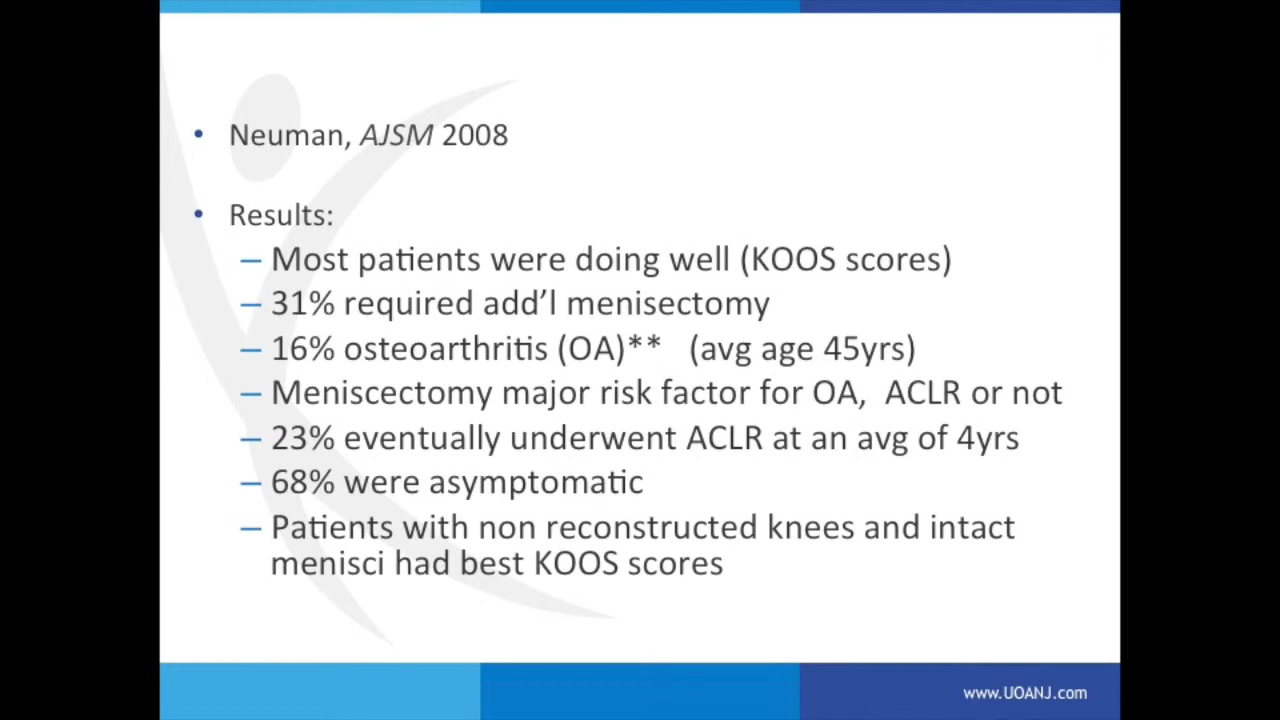 • Neuman, AJSM 2008
• Results:
– Most patients were doing well (KOOS scores)
– 31% required add’l menisectomy
– 16% osteoarthritis (OA)** (avg age 45yrs)
– Meniscectomy major risk factor for OA, ACLR or not
– 23% eventually underwent ACLR at an avg of 4yrs
– 68% were asymptomatic
– Patients with non reconstructed knees and intact
menisci had best KOOS scores
www.UOANJ.com